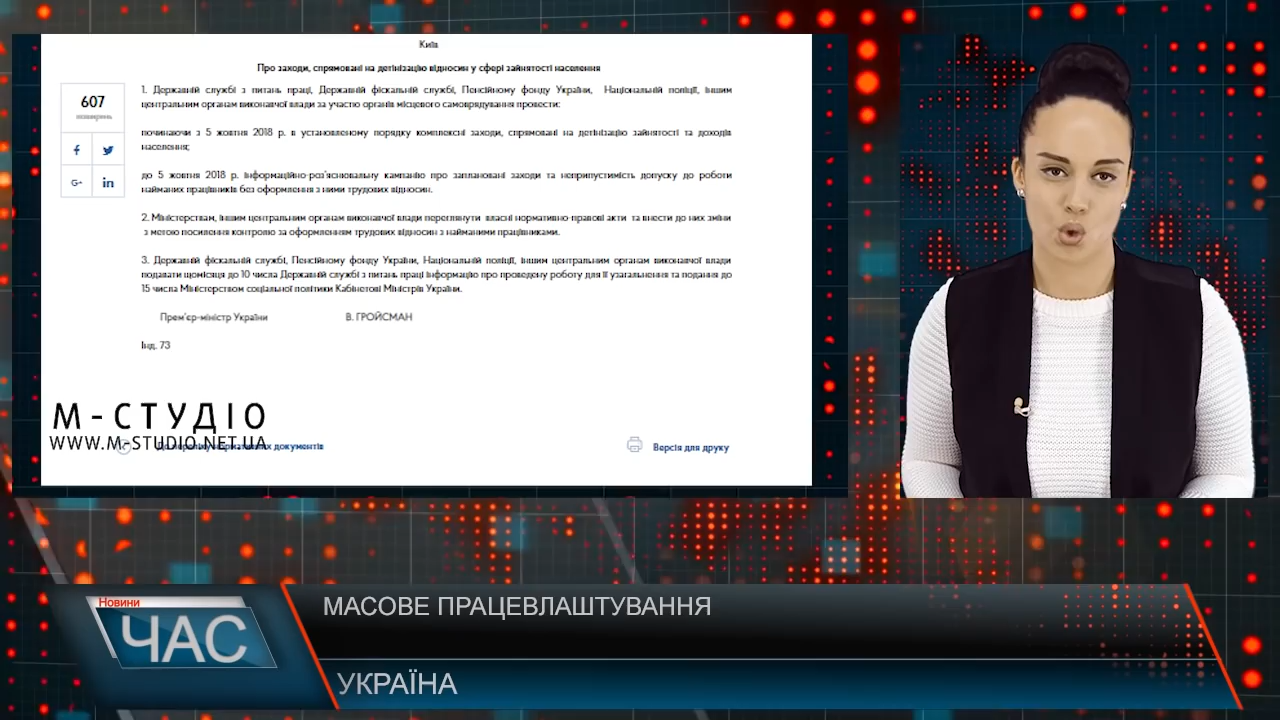 Київ
Про заходи, спрямовані на детінізацію відносин у сфері зайнятості населення
607
поширень
1. Державній службі з питань праці, Державній фіскальній службі, Пенсійному фонду України, Національній поліції, іншим
центральним органам виконавчої влади за участю органів місцевого самоврядування провести:
починаючи з 5 жовтня 2018 р. в установленому порядку комплексні заходи, спрямовані на детінізацію зайнятості та доходів
населення;
до 5 жовтня 2018 р. інформаційно-роз'яснювальну кампанію про заплановані заходи та неприпустимість допуску до роботи
найманих працівників без оформлення з ними трудових відносин.
2. Міністерствам, іншим центральним органам виконавчої влади переглянути власні нормативно-правові акти та внести до них зміни
з метою посилення контролю за оформленням трудових відносин з найманими працівниками.
3. Державній фіскальній службі, Пенсійному фонду України, Національній поліції, іншим центральним органам виконавчої влади
подавати щомісяця до 10 числа Державній службі з питань праці інформацію про проведену роботу для її узагальнення та подання до
15 числа Міністерством соціальної політики Кабінетові Міністрів України.
Прем'єр-міністр України В. ГРОЙСМАН
Інд. 73
М-СТУДІО
WWW.M-STUDIO.NET.UA
До переліку нормативних документів
Версія для друку
Новини
ЧАС
МАСОВЕ ПРАЦЕВЛАШТУВАННЯ
УКРАЇНА